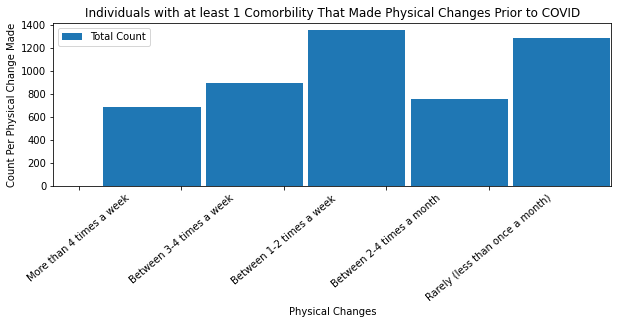 Individuals with at least 1 Comorbility That Made Physical Changes Prior to COVID
Total Count
Count Per Physical Change Made
1400
1200
1000
800
600
400
200
0
More than 4 times a week
Between 3-4 times a week
Between 1-2 times a week
Between 2-4 times a month
Rarely (less than once a month)
Physical Changes